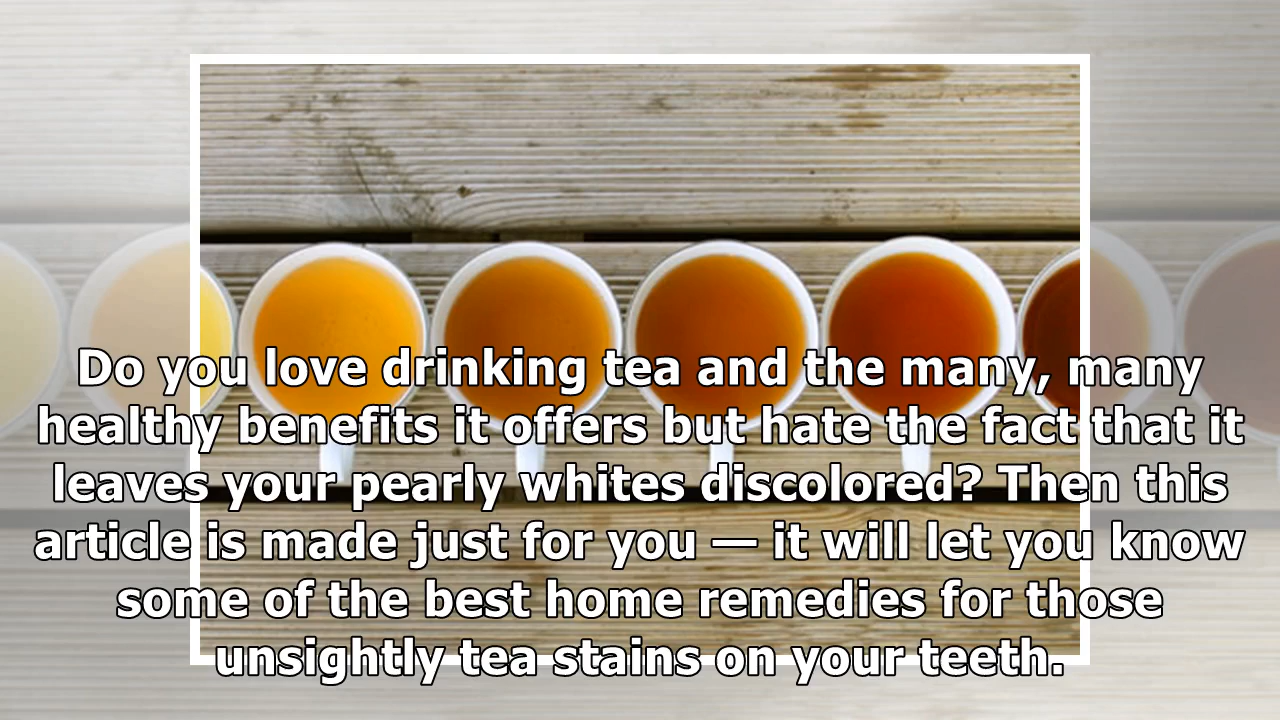 Do you love drinking tea and the many, many
healthy benefits it offers but hate the fact that it
leaves your pearly whites discolored? Then this
article is made just for you — it will let you know
some of the best home remedies for those
unsightly tea stains on your teeth.